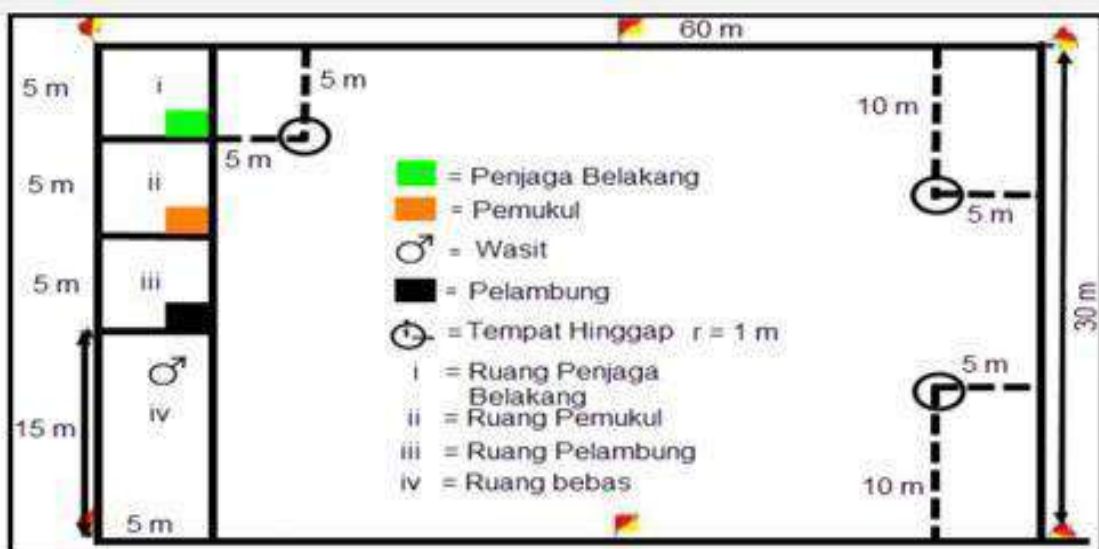 60 m
5 m
i
5 m
10 m
5 m
5 m
ii
5 m
5 m
iii
iv
15 m
5 m
= Penjaga Belakang
= Pemukul
= Wasit
= Pelambung
= Tempat Hinggap r = 1 m
i = Ruang Penjaga
Belakang
ii = Ruang Pemukul
iii = Ruang Pelambung
iv = Ruang bebas
30 m
5 m
10 m